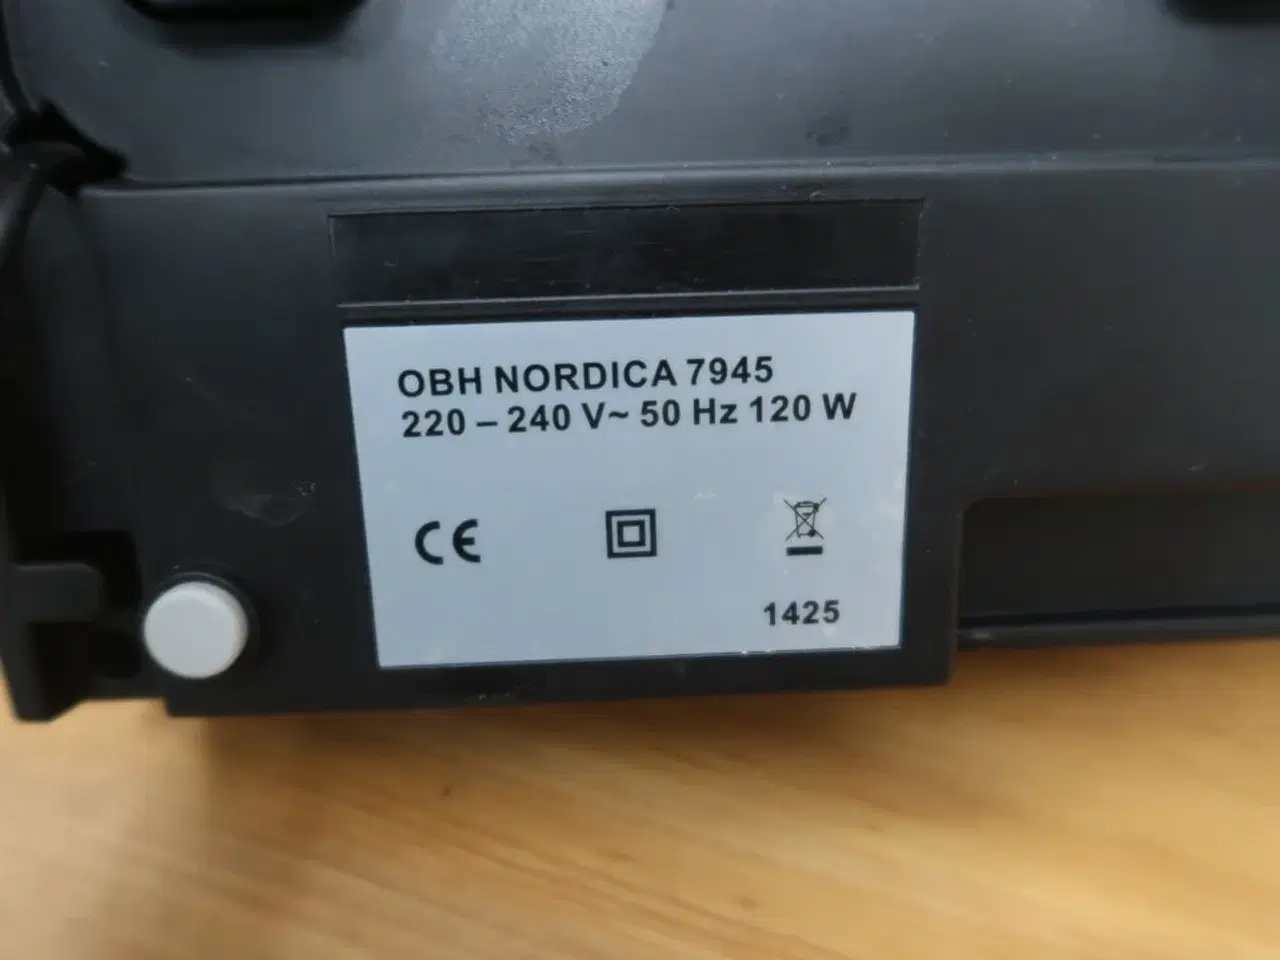 OBH NORDICA 7945
220 – 240 V~ 50 Hz 120 W
CE
1425